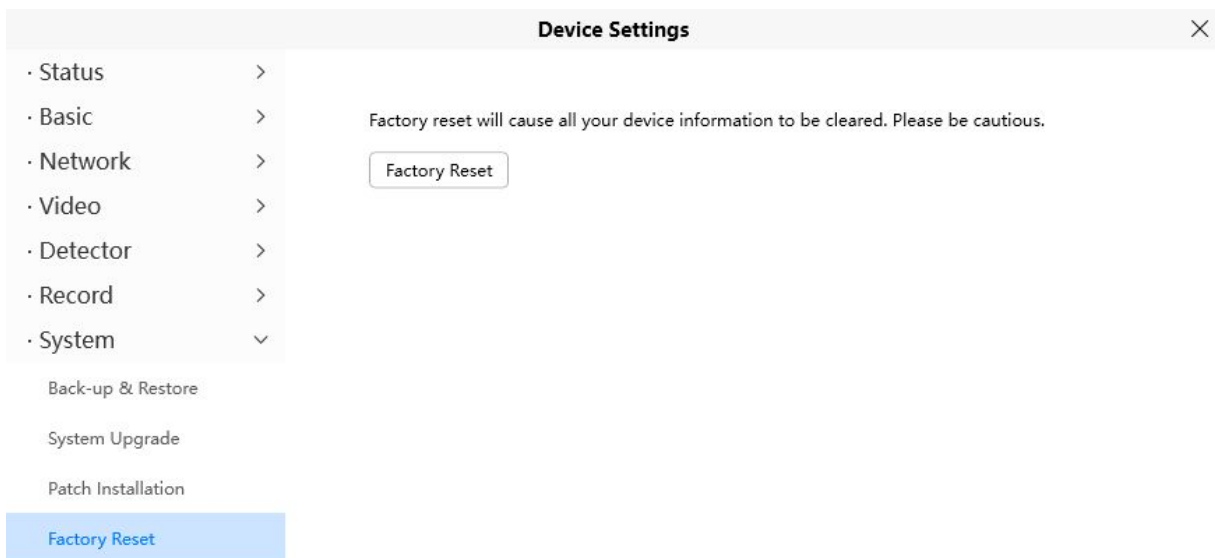 Device Settings
· Status
· Basic
· Network
· Video
· Detector
· Record
· System
Back-up & Restore
System Upgrade
Patch Installation
Factory Reset
Factory reset will cause all your device information to be cleared. Please be cautious.
Factory Reset